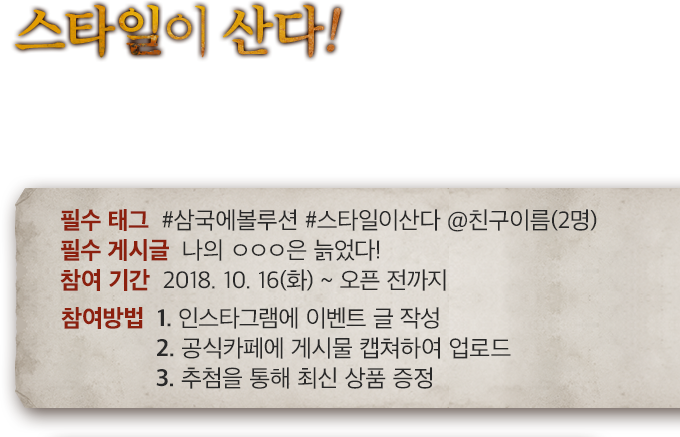 스타일이 산다!
필수 태그 #삼국에볼루션 #스타일이산다 @친구이름(2명)
필수 게시글 나의 ㅇㅇㅇ은 늙었다!
참여 기간 2018. 10. 16(화) ~ 오픈 전까지
참여방법 1. 인스타그램에 이벤트 글 작성
2. 공식카페에 게시물 캡쳐하여 업로드
3. 추첨을 통해 최신 상품 증정